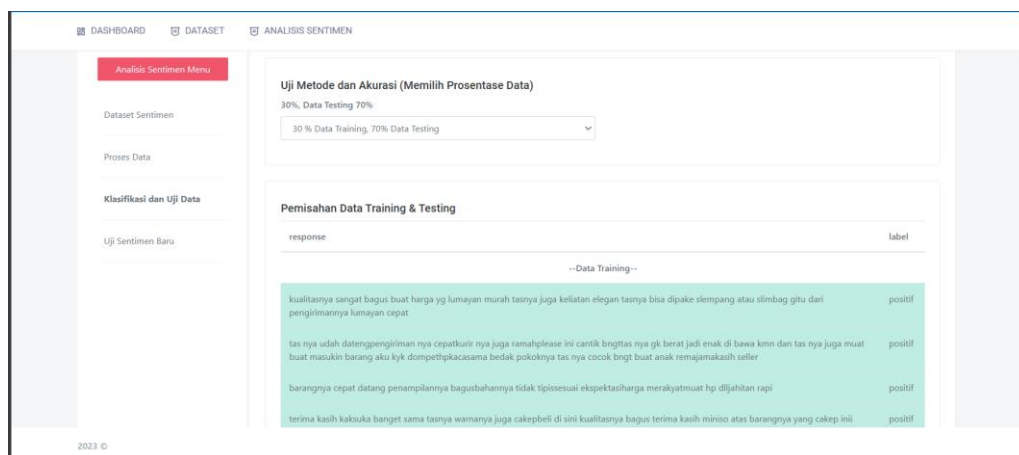 DASHBOARD DATASET ANALISIS SENTIMEN
Analisis Sentimen Menu
Dataset Sentimen
Proses Data
Klasifikasi dan Uji Data
Uji Sentimen Baru
Uji Metode dan Akurasi (Memilih Prosentase Data)
30%, Data Testing 70%
30 % Data Training, 70% Data Testing
Pemisahan Data Training & Testing
response label
--Data Training--
kualitasnya sangat bagus buat harga yg lumayan murah tasnya juga keliatan elegan tasnya bisa dipake slempang atau slimbag gitu dari positif
pengirimannya lumayan cepat
tas nya udah datengpengiriman nya cepatkurir nya juga ramahplease ini cantik bngttas nya gk berat jadi enak di bawa kmn dan tas nya juga muat positif
buat masukin barang aku kyk dompethpkacasama bedak pokoknya tas nya cocok bngt buat anak remajamakasih seller
barangnya cepat datang penampilannya bagusbahannya tidak tipissesuai ekspektasiharga merakyatmuat hp dlljahitan rapi positif
terima kasih kaksuka banget sama tasnya warnanya juga cakepbeli di sini kualitasnya bagus terima kasih miniso atas barangnya yang cakep inii positif
2023 ©